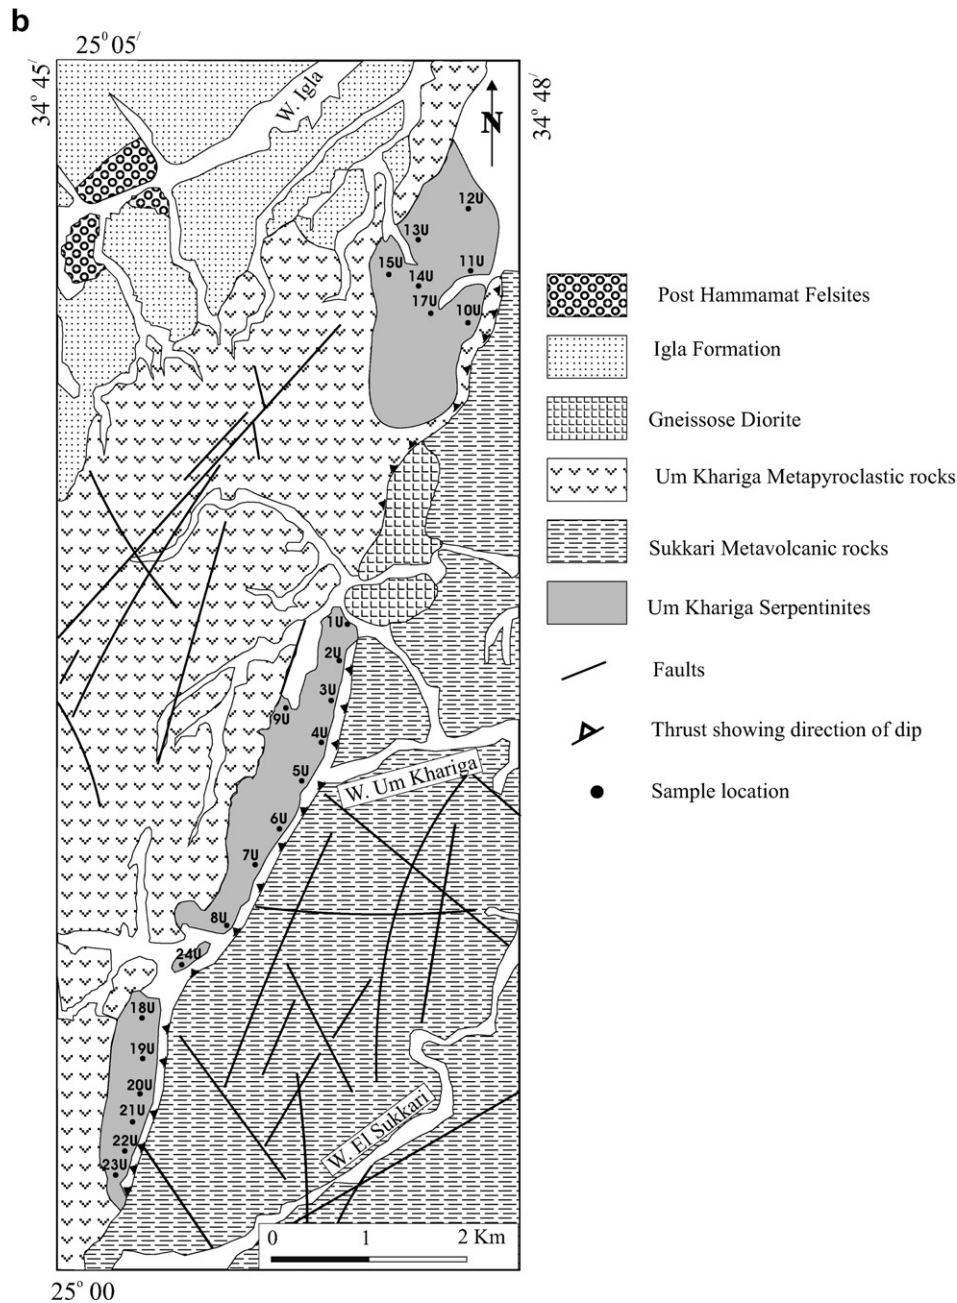 b
25° 05'
34° 45'
34° 48'
W. Igla
N
12U
13U
15U
11U
14U
17U
10U
Post Hammamat Felsites
Igla Formation
Gneissose Diorite
Um Khariga Metapyroclastic rocks
Sukkari Metavolcanic rocks
Um Khariga Serpentinites
Faults
Thrust showing direction of dip
Sample location
1U
2U
3U
9U
4U
5U
W. Um Khariga
6U
7U
8U
24U
18U
19U
20U
21U
22U
23U
W. El Sukkari
0 1 2 Km
25° 00